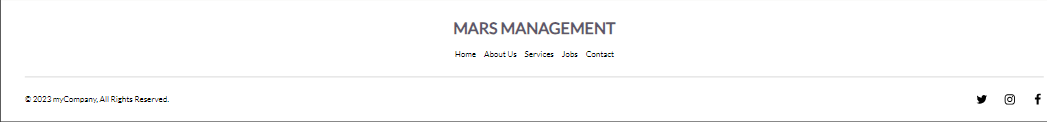 MARS MANAGEMENT
Home About Us Services Jobs Contact
© 2023 myCompany, All Rights Reserved.